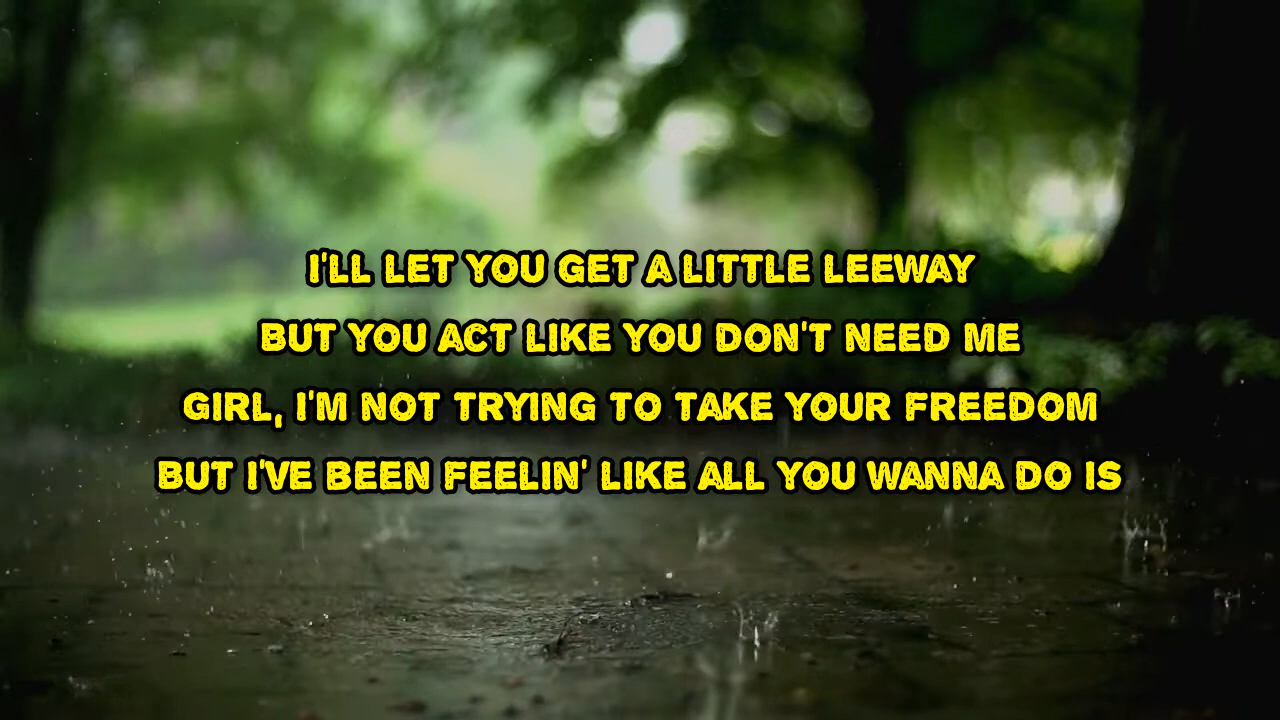 I'LL LET YOU GET A LITTLE LEEWAY
BUT YOU ACT LIKE YOU DON'T NEED ME
GIRL, I'M NOT TRYING TO TAKE YOUR FREEDOM
BUT I'VE BEEN FEELIN' LIKE ALL YOU WANNA DO IS